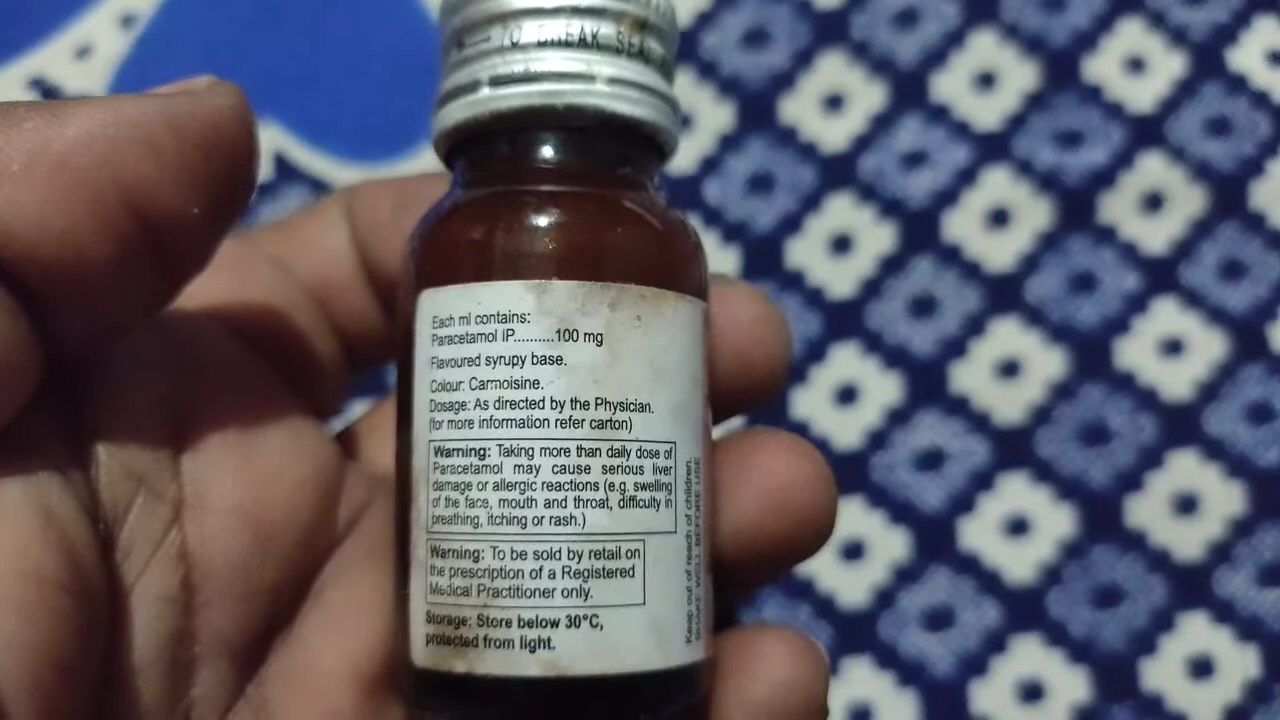 TO BREAK SEAL
Each ml contains:
Paracetamol IP..........100 mg
Flavoured syrupy base.
Colour: Carmoisine.
Dosage: As directed by the Physician.
(for more information refer carton)
Warning: Taking more than daily dose of
Paracetamol may cause serious liver
damage or allergic reactions (e.g. swelling
of the face, mouth and throat, difficulty in
breathing, itching or rash.)
Warning: To be sold by retail on
the prescription of a Registered
Medical Practitioner only.
Storage: Store below 30°C,
protected from light.
Keep out of reach of children.
SHAKE WELL BEFORE USE